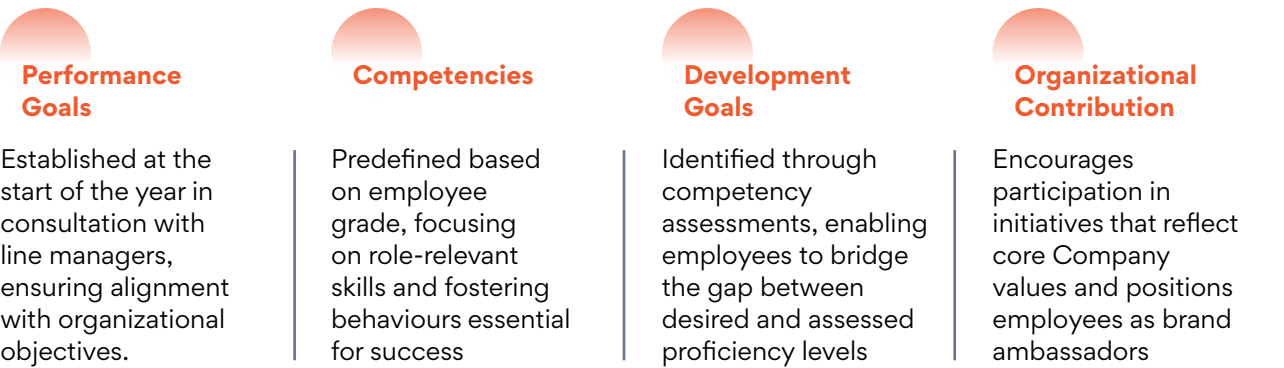 Performance
Goals
Established at the
start of the year in
consultation with
line managers,
ensuring alignment
with organizational
objectives.
Competencies
Predefined based
on employee
grade, focusing
on role-relevant
skills and fostering
behaviours essential
for success
Development
Goals
Identified through
competency
assessments, enabling
employees to bridge
the gap between
desired and assessed
proficiency levels
Organizational
Contribution
Encourages
participation in
initiatives that reflect
core Company
values and positions
employees as brand
ambassadors